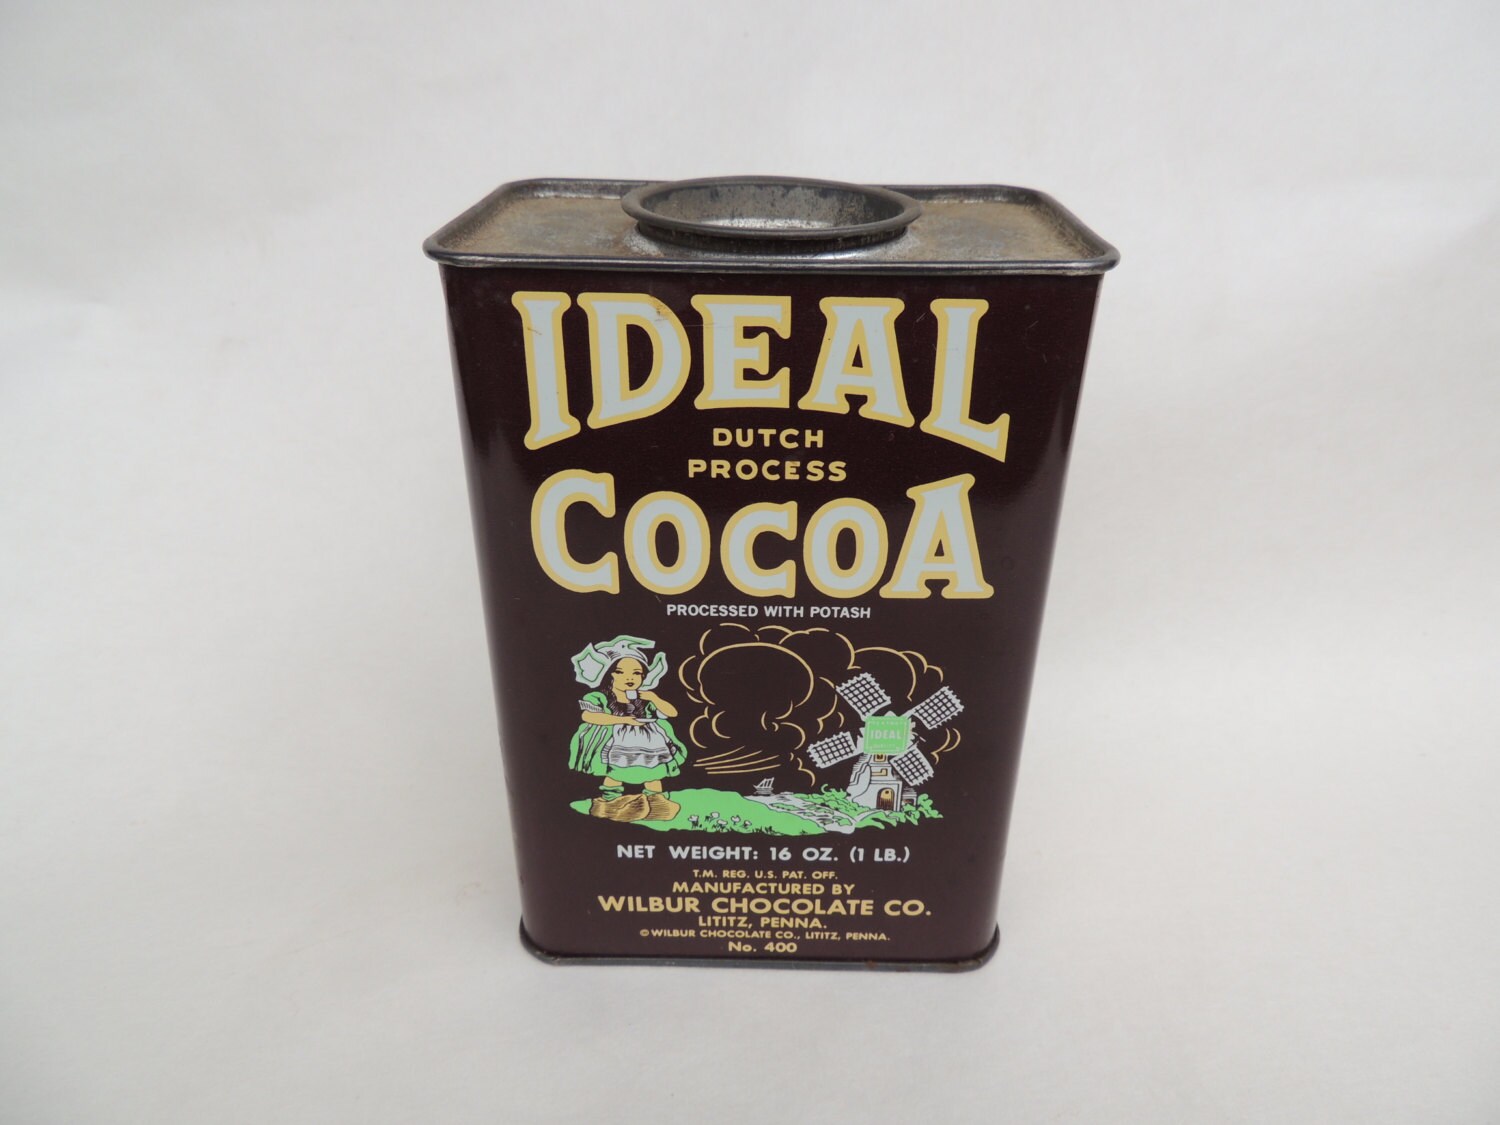 IDEAL
DUTCH
PROCESS
COCOA
PROCESSED WITH POTASH
IDEAL
NET WEIGHT: 16 OZ. (1 LB.)
T.M. REG. U.S. PAT. OFF.
MANUFACTURED BY
WILBUR CHOCOLATE CO.
LITITZ, PENNA.
© WILBUR CHOCOLATE CO., LITITZ, PENNA.
No. 400